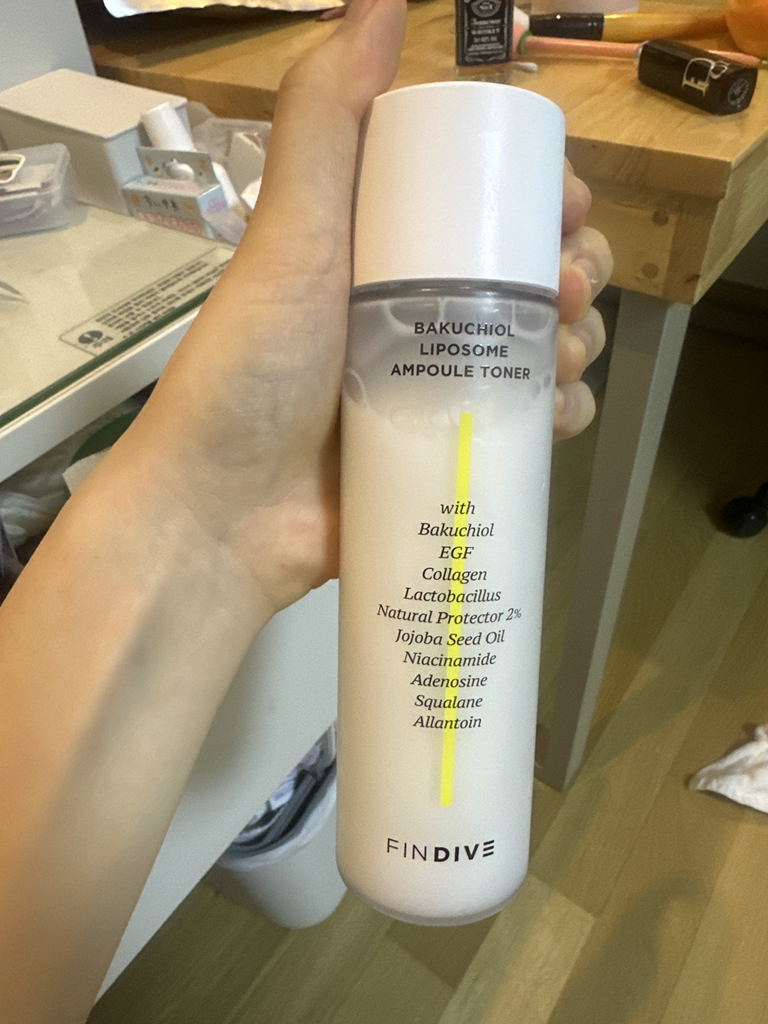 BAKUCHIOL
LIPOSOME
AMPOULE TONER
with
Bakuchiol
EGF
Collagen
Lactobacillus
Natural Protector 2%
Jojoba Seed Oil
Niacinamide
Adenosine
Squalane
Allantoin
FINDIVE